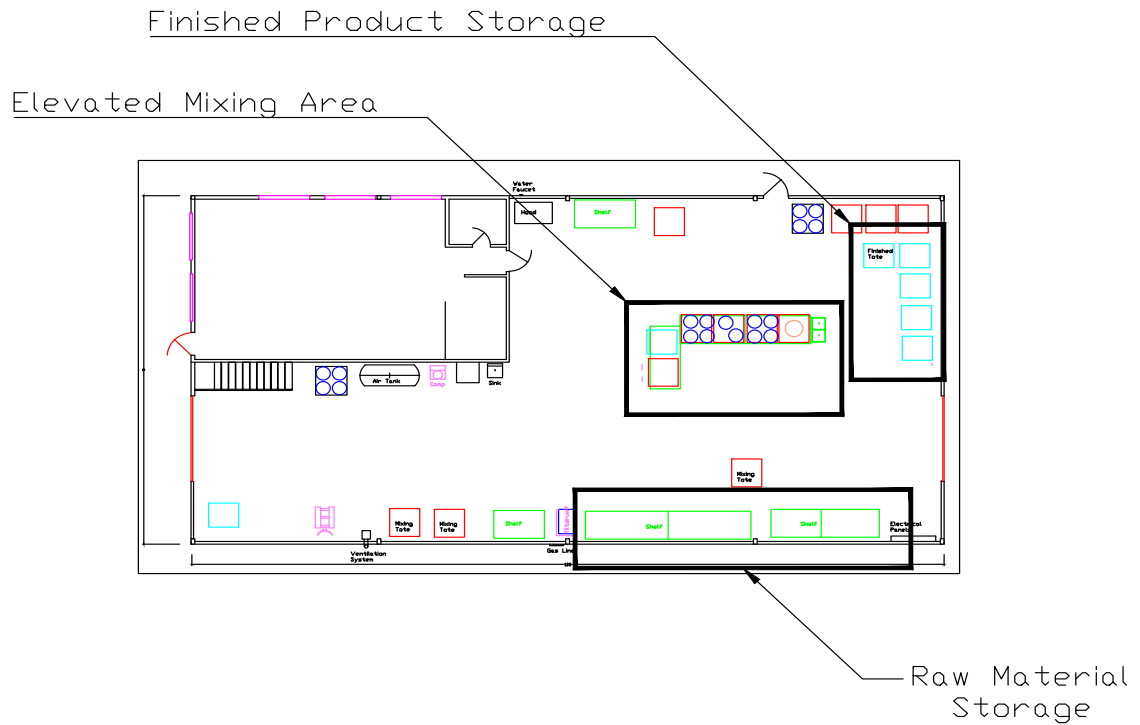 Finished Product Storage
Elevated Mixing Area
Water
Faucet
Hood
Shelf
Finished
Tote
Air Tank
Comp
Sink
Mixing
Tote
Mixing
Tote
Mixing
Tote
Shelf
Shelf
Shelf
Electrical
Panels
Ventilation
System
Gas Line
Raw Material
Storage